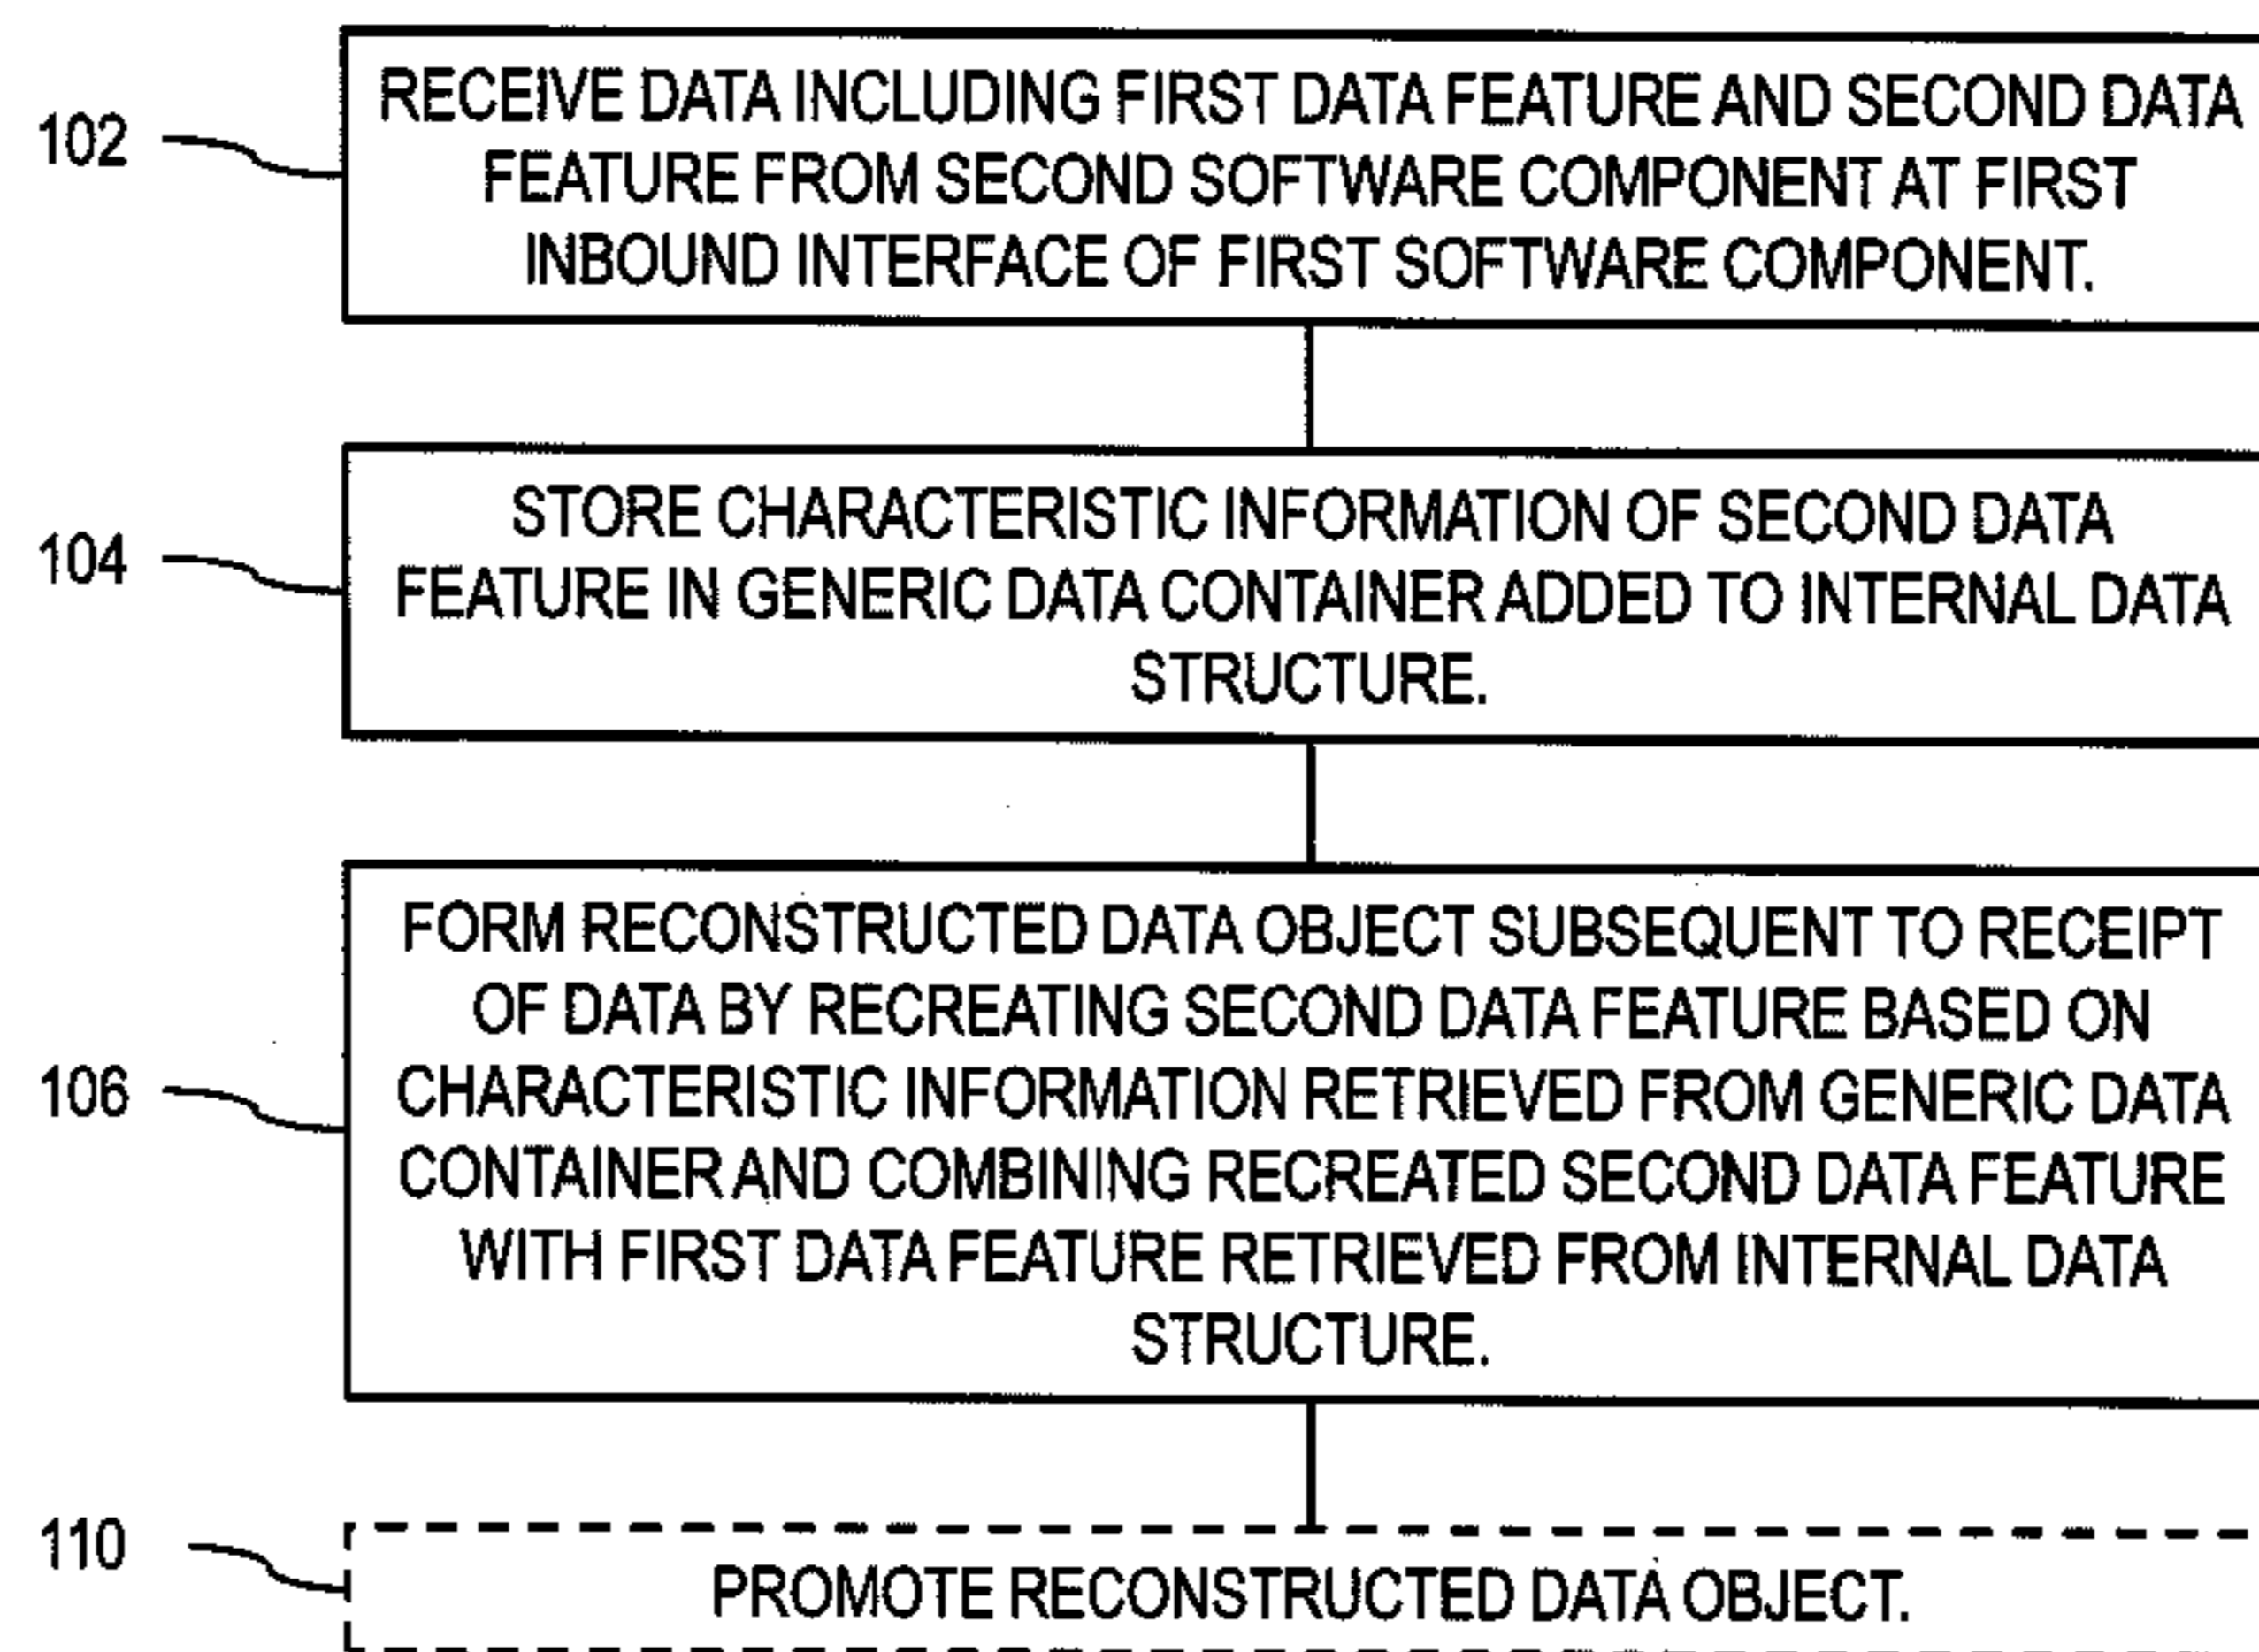 102
RECEIVE DATA INCLUDING FIRST DATA FEATURE AND SECOND DATA
FEATURE FROM SECOND SOFTWARE COMPONENT AT FIRST
INBOUND INTERFACE OF FIRST SOFTWARE COMPONENT.
104
STORE CHARACTERISTIC INFORMATION OF SECOND DATA
FEATURE IN GENERIC DATA CONTAINER ADDED TO INTERNAL DATA
STRUCTURE.
106
FORM RECONSTRUCTED DATA OBJECT SUBSEQUENT TO RECEIPT
OF DATA BY RECREATING SECOND DATA FEATURE BASED ON
CHARACTERISTIC INFORMATION RETRIEVED FROM GENERIC DATA
CONTAINER AND COMBINING RECREATED SECOND DATA FEATURE
WITH FIRST DATA FEATURE RETRIEVED FROM INTERNAL DATA
STRUCTURE.
110
PROMOTE RECONSTRUCTED DATA OBJECT.